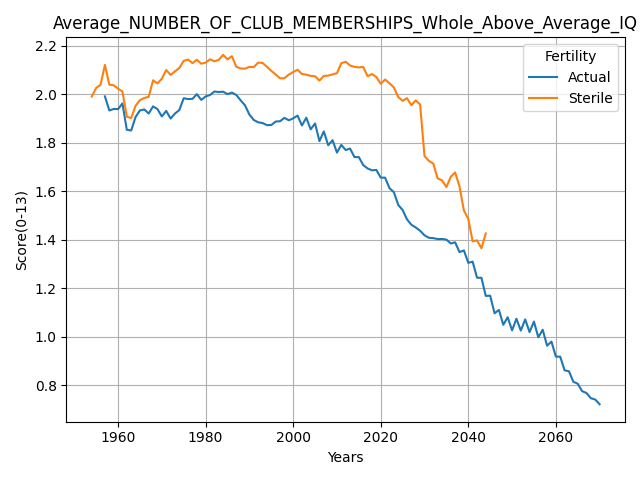 Average_NUMBER_OF_CLUB_MEMBERSHIPS_Whole_Above_Average_IQ
Fertility
Actual
Sterile
Score(0-13)
2.2
2.0
1.8
1.6
1.4
1.2
1.0
0.8
1960 1980 2000 2020 2040 2060
Years